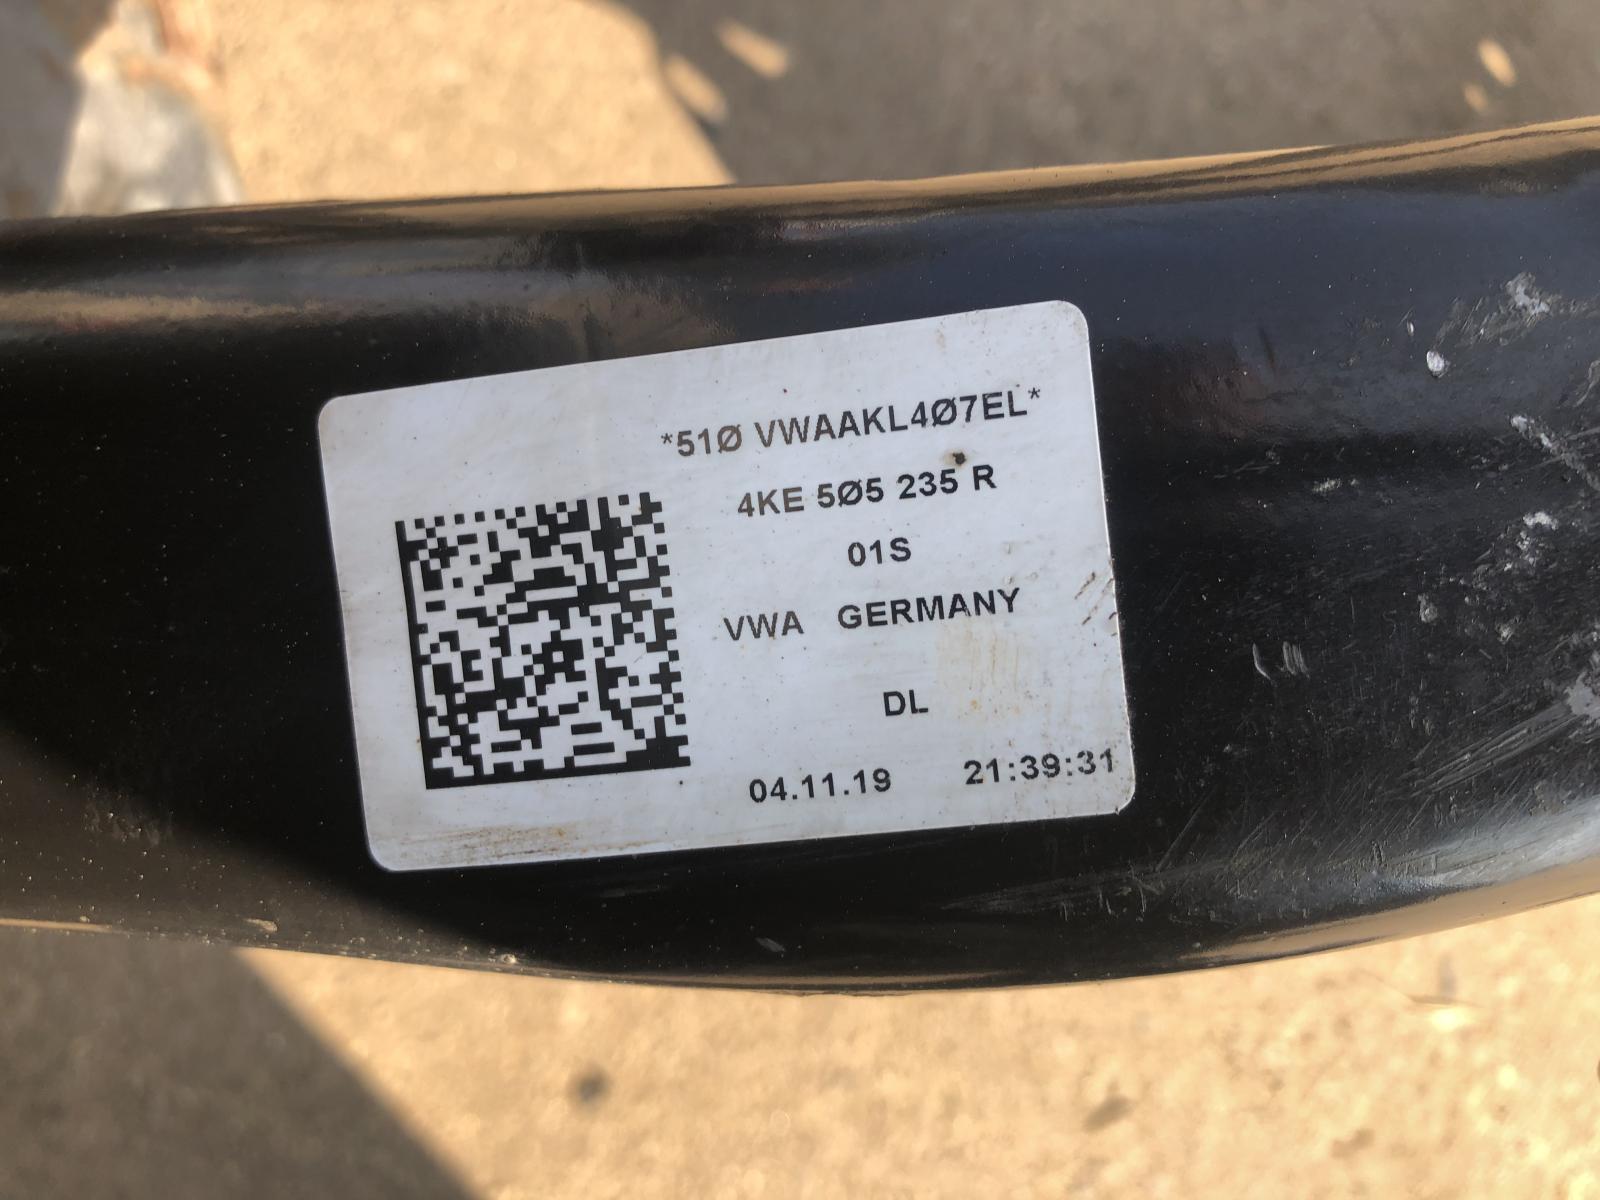 *51Ø VWAAKL4Ø7EL*
4KE 5Ø5 235 R
01S
VWA GERMANY
DL
04.11.19 21:39:31